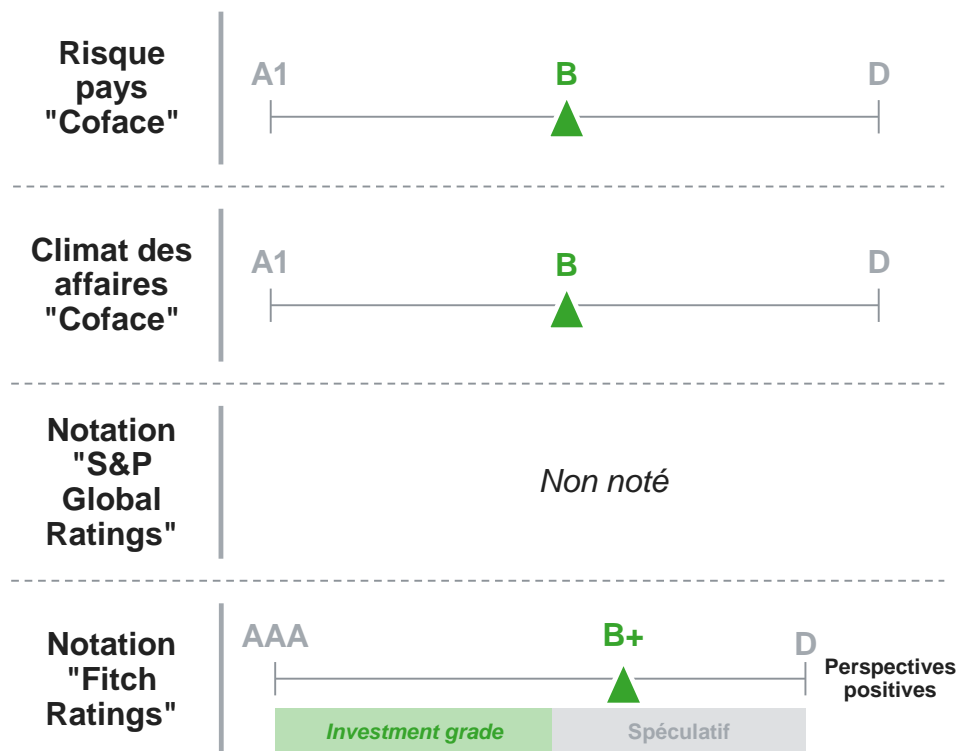 Risque
pays
"Coface"
A1
B
D
Climat des
affaires
"Coface"
A1
B
D
Notation
"S&P
Global
Ratings"
Non noté
Notation
"Fitch
Ratings"
AAA
B+
D
Perspectives
positives
Investment grade
Spéculatif